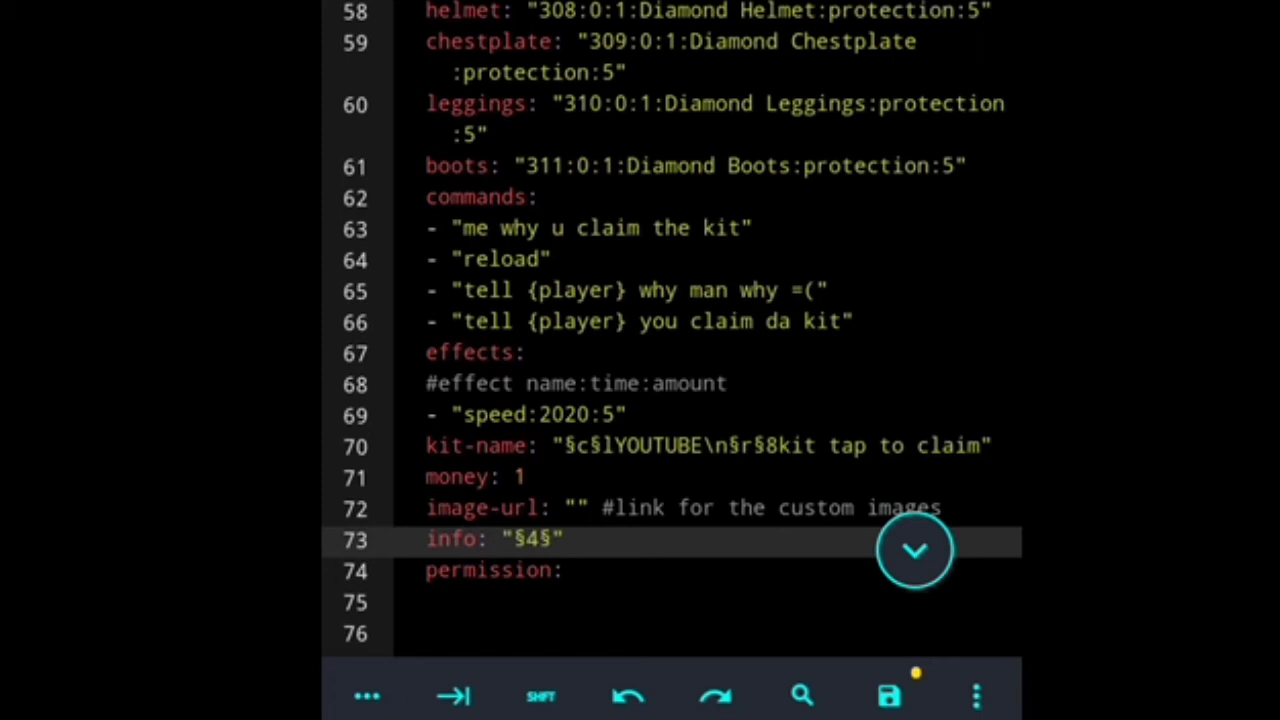 58 helmet: "308:0:1:Diamond Helmet:protection:5"
59 chestplate: "309:0:1:Diamond Chestplate
:protection:5"
60 leggings: "310:0:1:Diamond Leggings:protection
:5"
61 boots: "311:0:1:Diamond Boots:protection:5"
62 commands:
63 - "me why u claim the kit"
64 - "reload"
65 - "tell {player} why man why =("
66 - "tell {player} you claim da kit"
67 effects:
68 #effect name:time:amount
69 - "speed:2020:5"
70 kit-name: "§c§lYOUTUBE\n§r§8kit tap to claim"
71 money: 1
72 image-url: "" #link for the custom images
73 info: "§4§"
74 permission:
75
76
SHFT